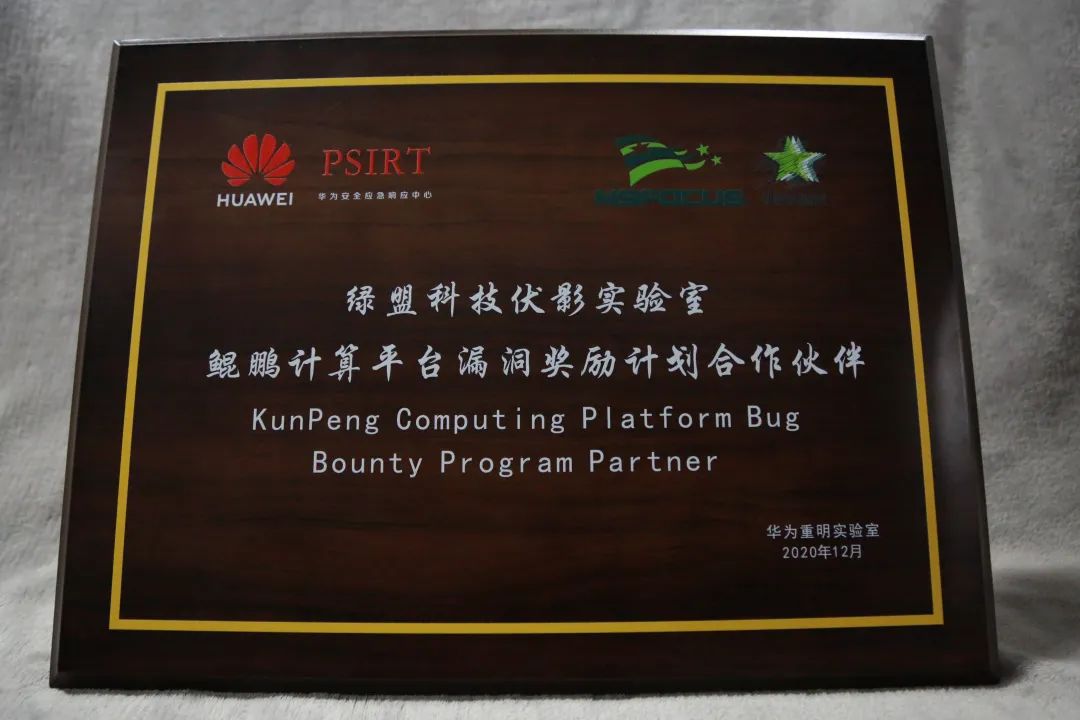 HUAWEI
PSIRT
华为安全应急响应中心
NSFOCUS
绿盟科技伏影实验室
鲲鹏计算平台漏洞奖励计划合作伙伴
KunPeng Computing Platform Bug
Bounty Program Partner
华为重明实验室
2020年12月